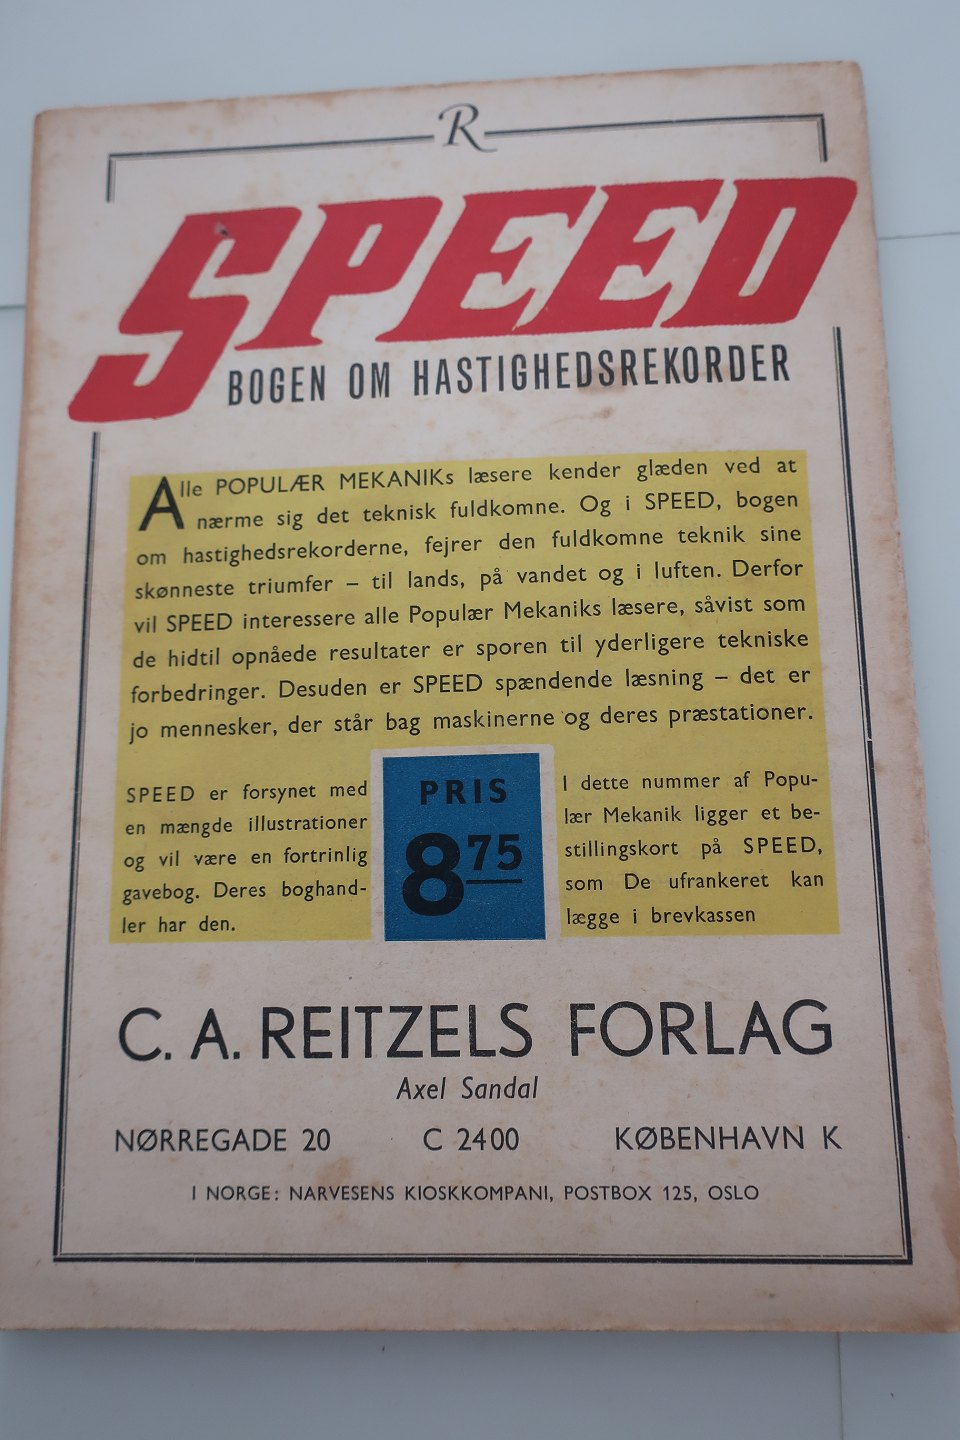 R
SPEED
BOGEN OM HASTIGHEDSREKORDER
Alle POPULÆR MEKANIKs læsere kender glæden ved at
nærme sig det teknisk fuldkomne. Og i SPEED, bogen
om hastighedsrekorderne, fejrer den fuldkomne teknik sine
skønneste triumfer – til lands, på vandet og i luften. Derfor
vil SPEED interessere alle Populær Mekaniks læsere, såvist som
de hidtil opnåede resultater er sporen til yderligere tekniske
forbedringer. Desuden er SPEED spændende læsning – det er
jo mennesker, der står bag maskinerne og deres præstationer.
SPEED er forsynet med
en mængde illustrationer
og vil være en fortrinlig
gavebog. Deres boghand-
ler har den.
PRIS
8 75
I dette nummer af Popu-
lær Mekanik ligger et be-
stillingskort på SPEED,
som De ufrankeret kan
lægge i brevkassen
C. A. REITZELS FORLAG
Axel Sandal
NØRREGADE 20 C 2400 KØBENHAVN K
I NORGE: NARVESENS KIOSKKOMPANI, POSTBOX 125, OSLO